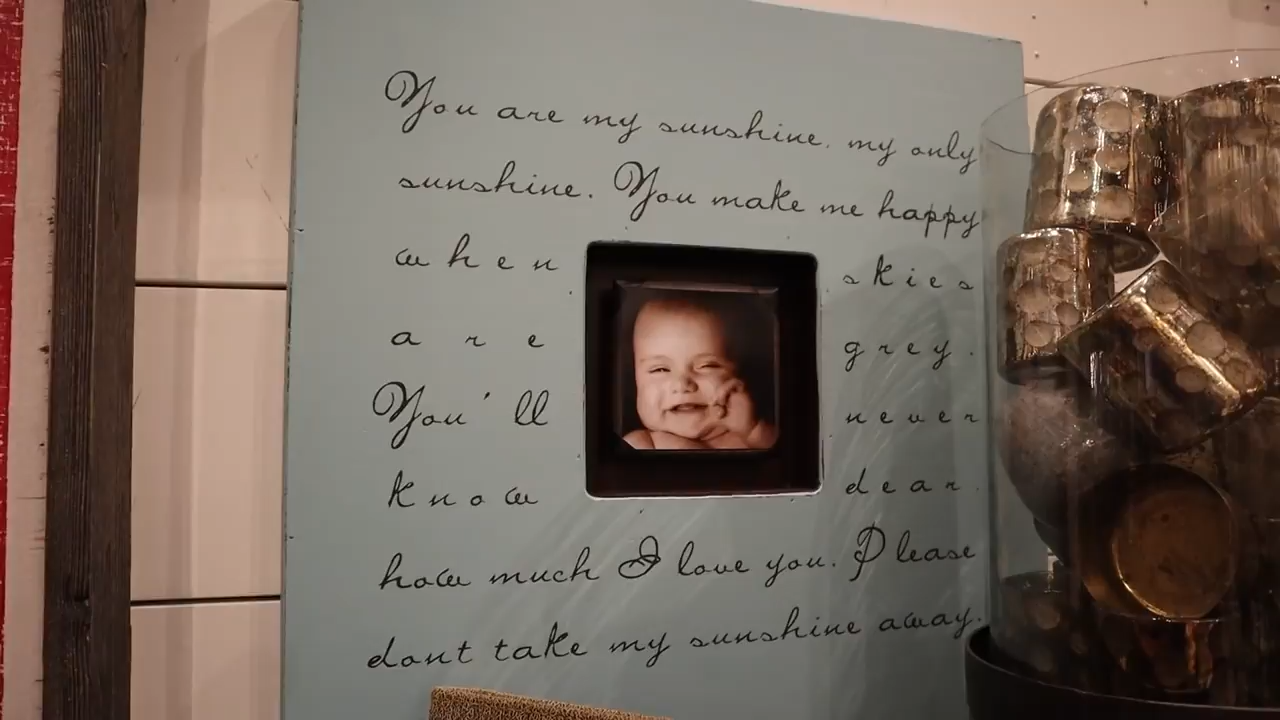 You are my sunshine. my only
sunshine. You make me happy
when skies
are grey.
You'll never
know dear.
how much I love you. Please
dont take my sunshine away.